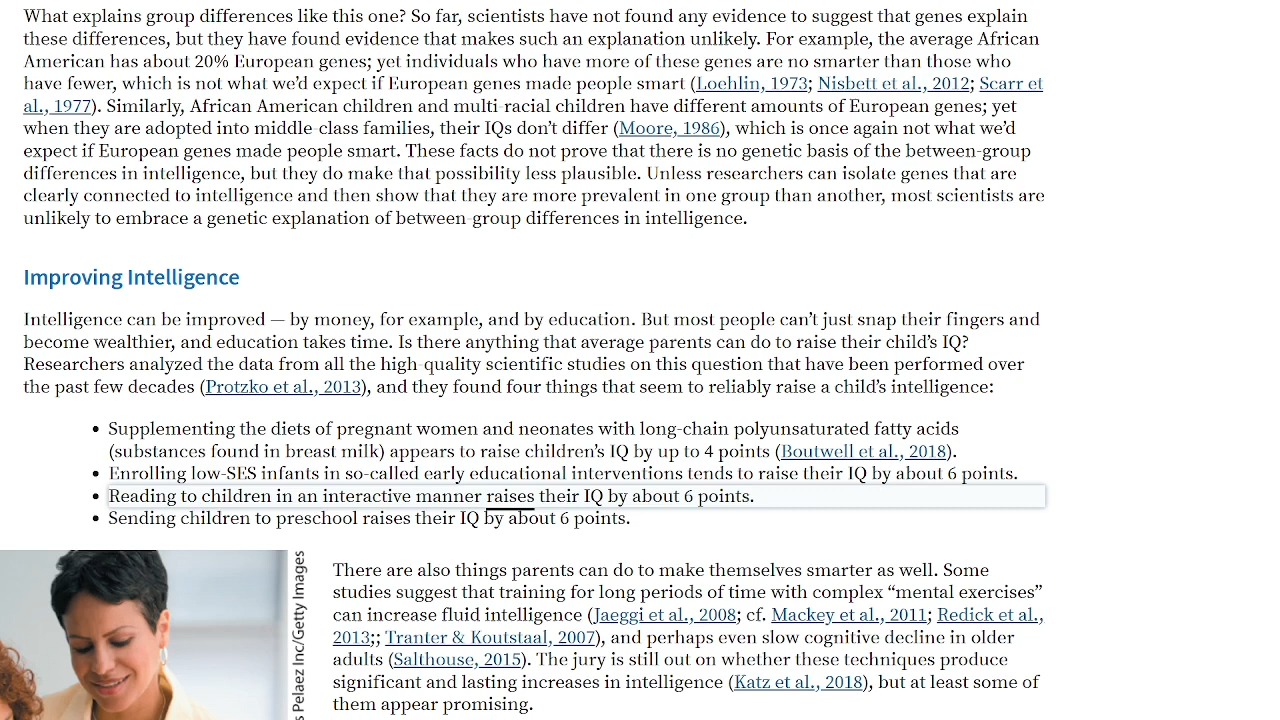 What explains group differences like this one? So far, scientists have not found any evidence to suggest that genes explain
these differences, but they have found evidence that makes such an explanation unlikely. For example, the average African
American has about 20% European genes; yet individuals who have more of these genes are no smarter than those who
have fewer, which is not what we’d expect if European genes made people smart (Loehlin, 1973; Nisbett et al., 2012; Scarr et
al., 1977). Similarly, African American children and multi-racial children have different amounts of European genes; yet
when they are adopted into middle-class families, their IQs don’t differ (Moore, 1986), which is once again not what we’d
expect if European genes made people smart. These facts do not prove that there is no genetic basis of the between-group
differences in intelligence, but they do make that possibility less plausible. Unless researchers can isolate genes that are
clearly connected to intelligence and then show that they are more prevalent in one group than another, most scientists are
unlikely to embrace a genetic explanation of between-group differences in intelligence.
Improving Intelligence
Intelligence can be improved — by money, for example, and by education. But most people can’t just snap their fingers and
become wealthier, and education takes time. Is there anything that average parents can do to raise their child’s IQ?
Researchers analyzed the data from all the high-quality scientific studies on this question that have been performed over
the past few decades (Protzko et al., 2013), and they found four things that seem to reliably raise a child’s intelligence:
• Supplementing the diets of pregnant women and neonates with long-chain polyunsaturated fatty acids
(substances found in breast milk) appears to raise children’s IQ by up to 4 points (Boutwell et al., 2018).
• Enrolling low-SES infants in so-called early educational interventions tends to raise their IQ by about 6 points.
• Reading to children in an interactive manner raises their IQ by about 6 points.
• Sending children to preschool raises their IQ by about 6 points.
There are also things parents can do to make themselves smarter as well. Some
studies suggest that training for long periods of time with complex “mental exercises”
can increase fluid intelligence (Jaeggi et al., 2008; cf. Mackey et al., 2011; Redick et al.,
2013;; Tranter & Koutstaal, 2007), and perhaps even slow cognitive decline in older
adults (Salthouse, 2015). The jury is still out on whether these techniques produce
significant and lasting increases in intelligence (Katz et al., 2018), but at least some of
them appear promising.
s Pelaez Inc/Getty Images